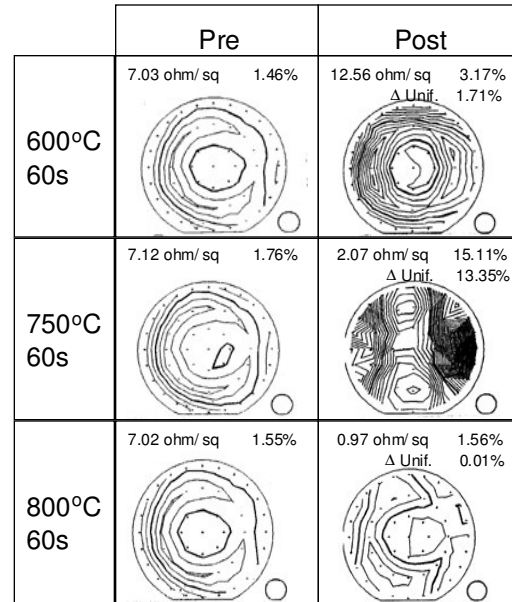 Pre Post
600°C
60s
7.03 ohm/sq 1.46%
12.56 ohm/sq 3.17%
Δ Unif. 1.71%
750°C
60s
7.12 ohm/sq 1.76%
2.07 ohm/sq 15.11%
Δ Unif. 13.35%
800°C
60s
7.02 ohm/sq 1.55%
0.97 ohm/sq 1.56%
Δ Unif. 0.01%